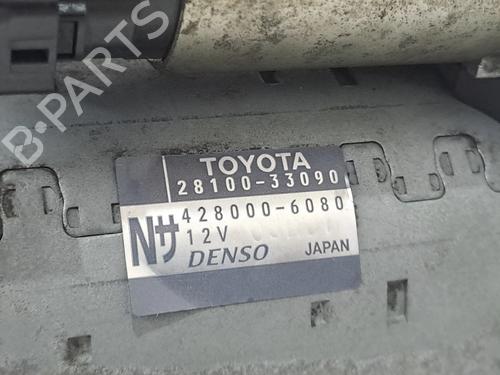 B-PARTS
TOYOTA
28100-33090
428000-6080
Nサ 12V
DENSO JAPAN